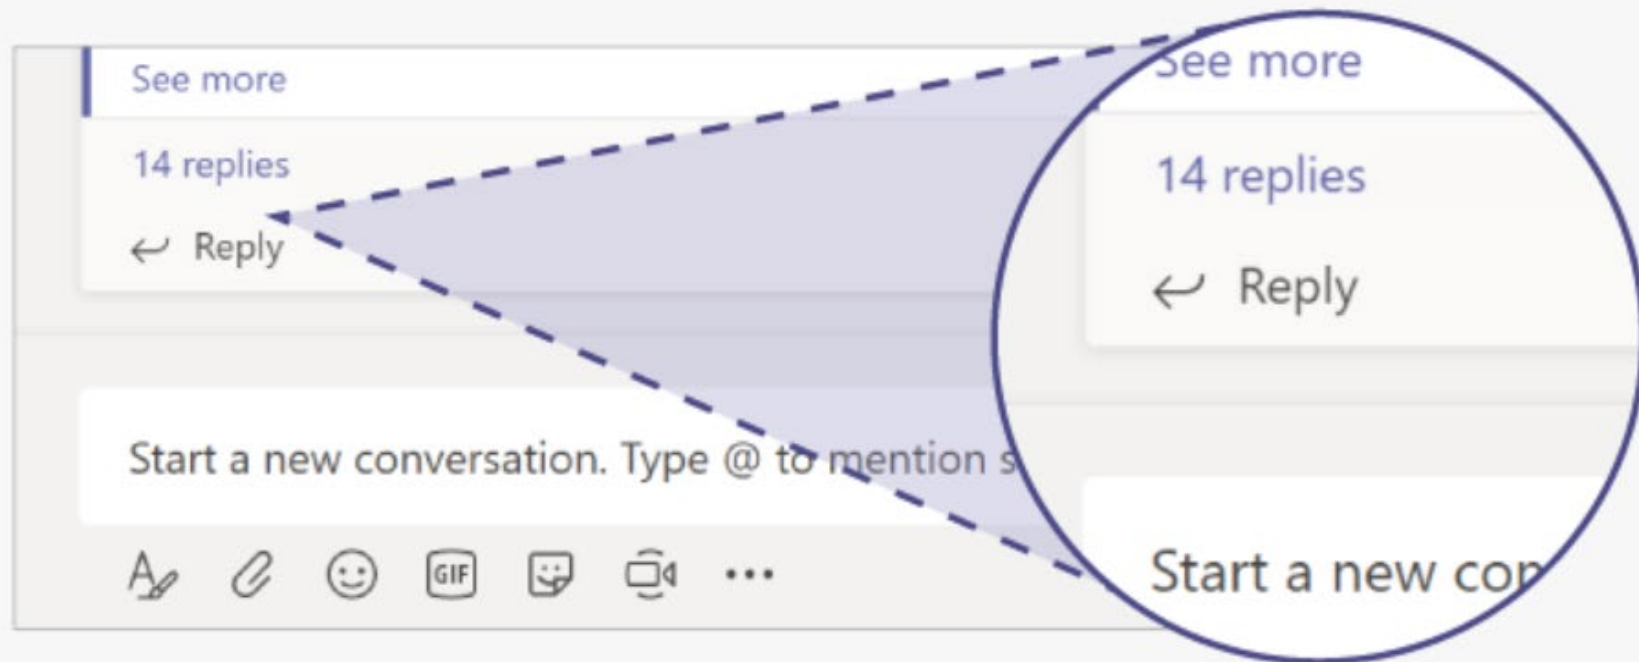 See more
14 replies
Reply
Start a new conversation. Type @ to mention s
GIF
See more
14 replies
Reply
Start a new con